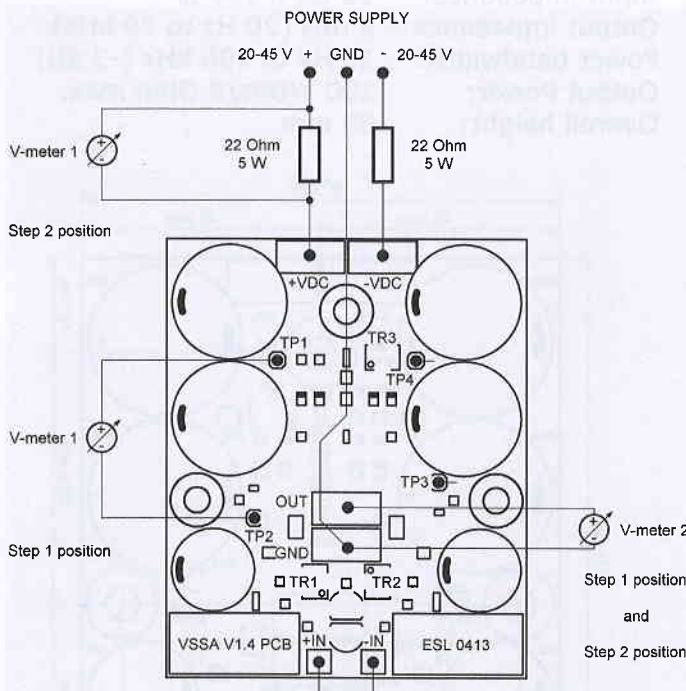 POWER SUPPLY
20-45 V GND - 20-45 V
22 Ohm
5 W
22 Ohm
5 W
V-meter 1
Step 2 position
+VDC -VDC
TP1
TR3
TP4
V-meter 1
TP3
OUT
TP2
V-meter 2
Step 1 position
GND
TR1 TR2
Step 1 position
and
Step 2 position
VSSA V1.4 PCB
+IN -IN
ESL 0413